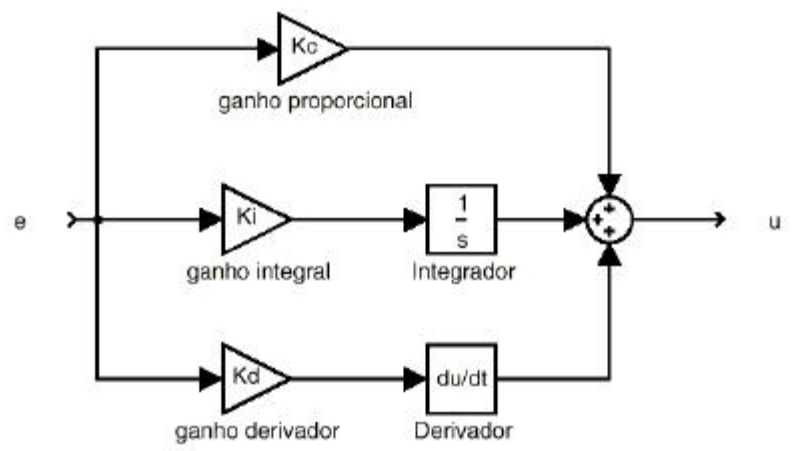 Kc
ganho proporcional
e
Ki
1
s
+
+
+
u
ganho integral
Integrador
Kd
du/dt
ganho derivador
Derivador